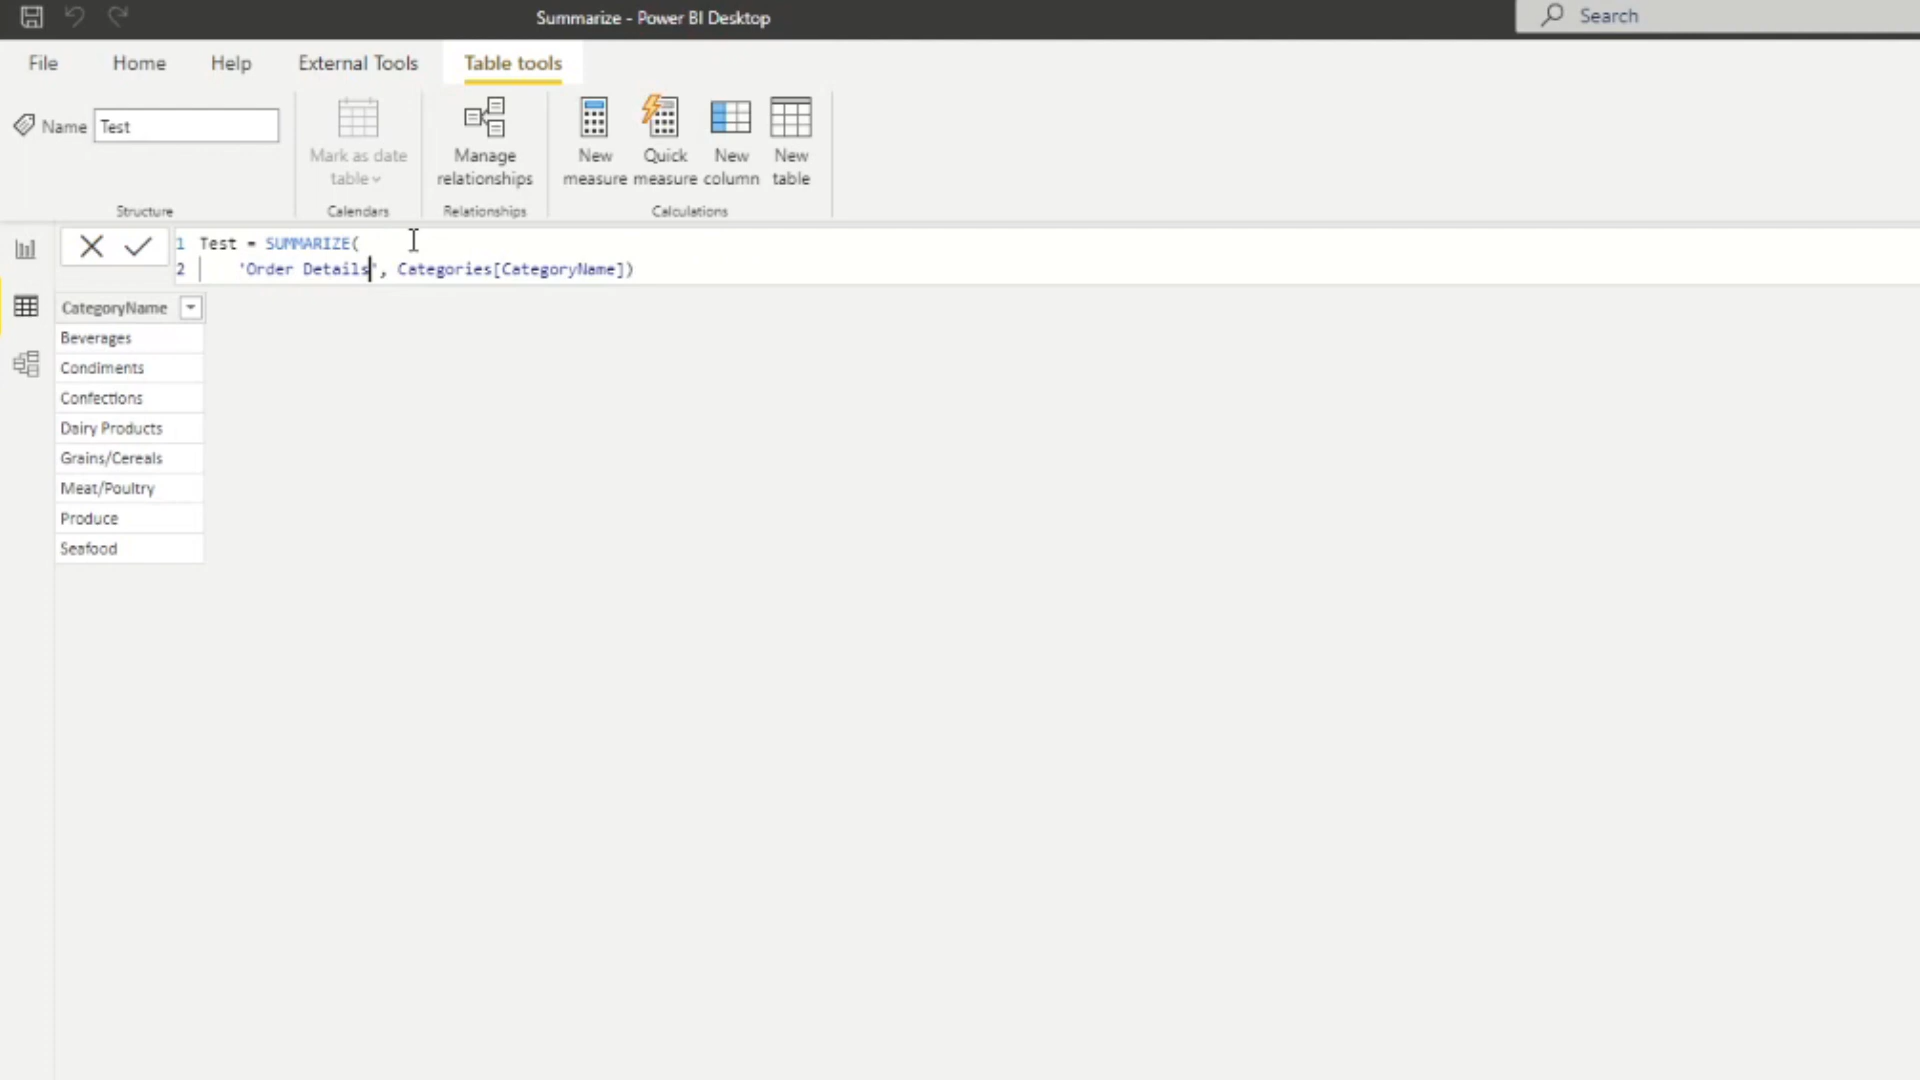 Summarize - Power BI Desktop
Search
File Home Help External Tools Table tools
Name Test
Mark as date table
Manage relationships
New measure
Quick measure
New column
New table
Structure Calendars Relationships Calculations
1 Test = SUMMARIZE(
2 'Order Details', Categories[CategoryName])
CategoryName
Beverages
Condiments
Confections
Dairy Products
Grains/Cereals
Meat/Poultry
Produce
Seafood